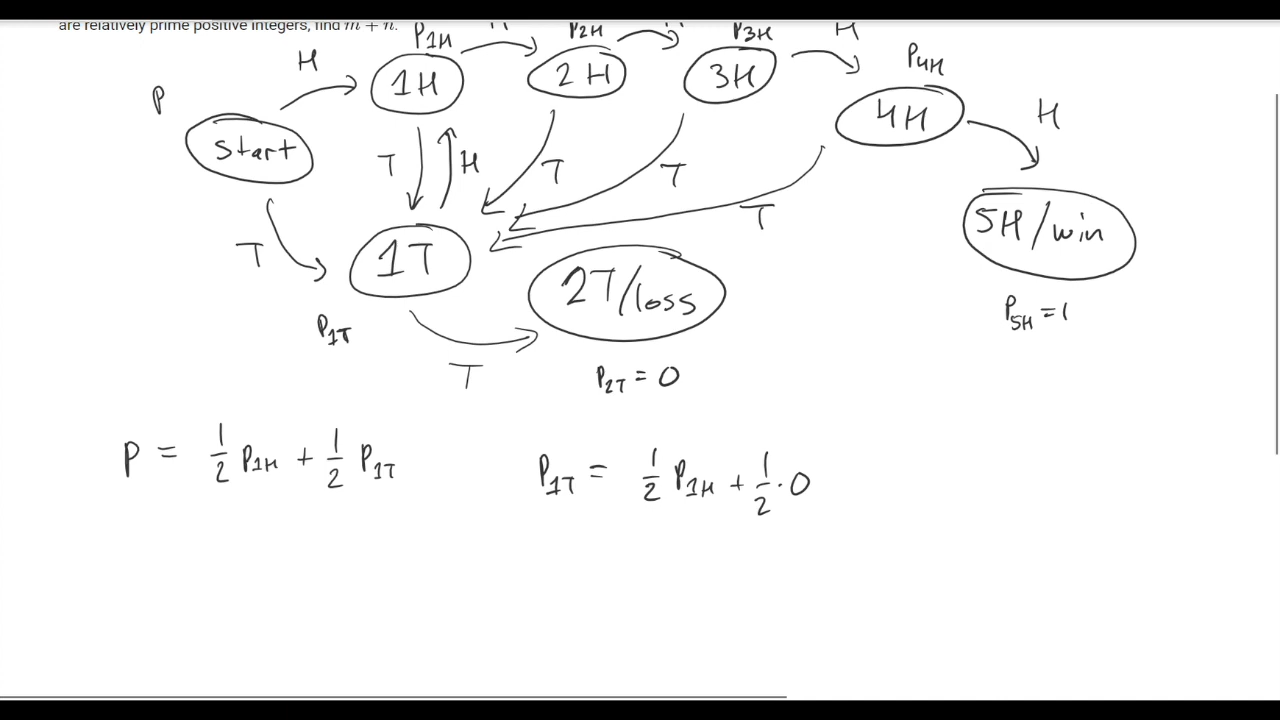 are relatively prime positive integers, find m + n.
P1H P2H P3H H
H P4H
P 1H 2H 3H
4H H
start T H T T
T 5H/win
T 1T
2T/loss
P5H = 1
P1T
T P2T = 0
P = 1/2 P1H + 1/2 P1T
P1T = 1/2 P1H + 1/2 · 0